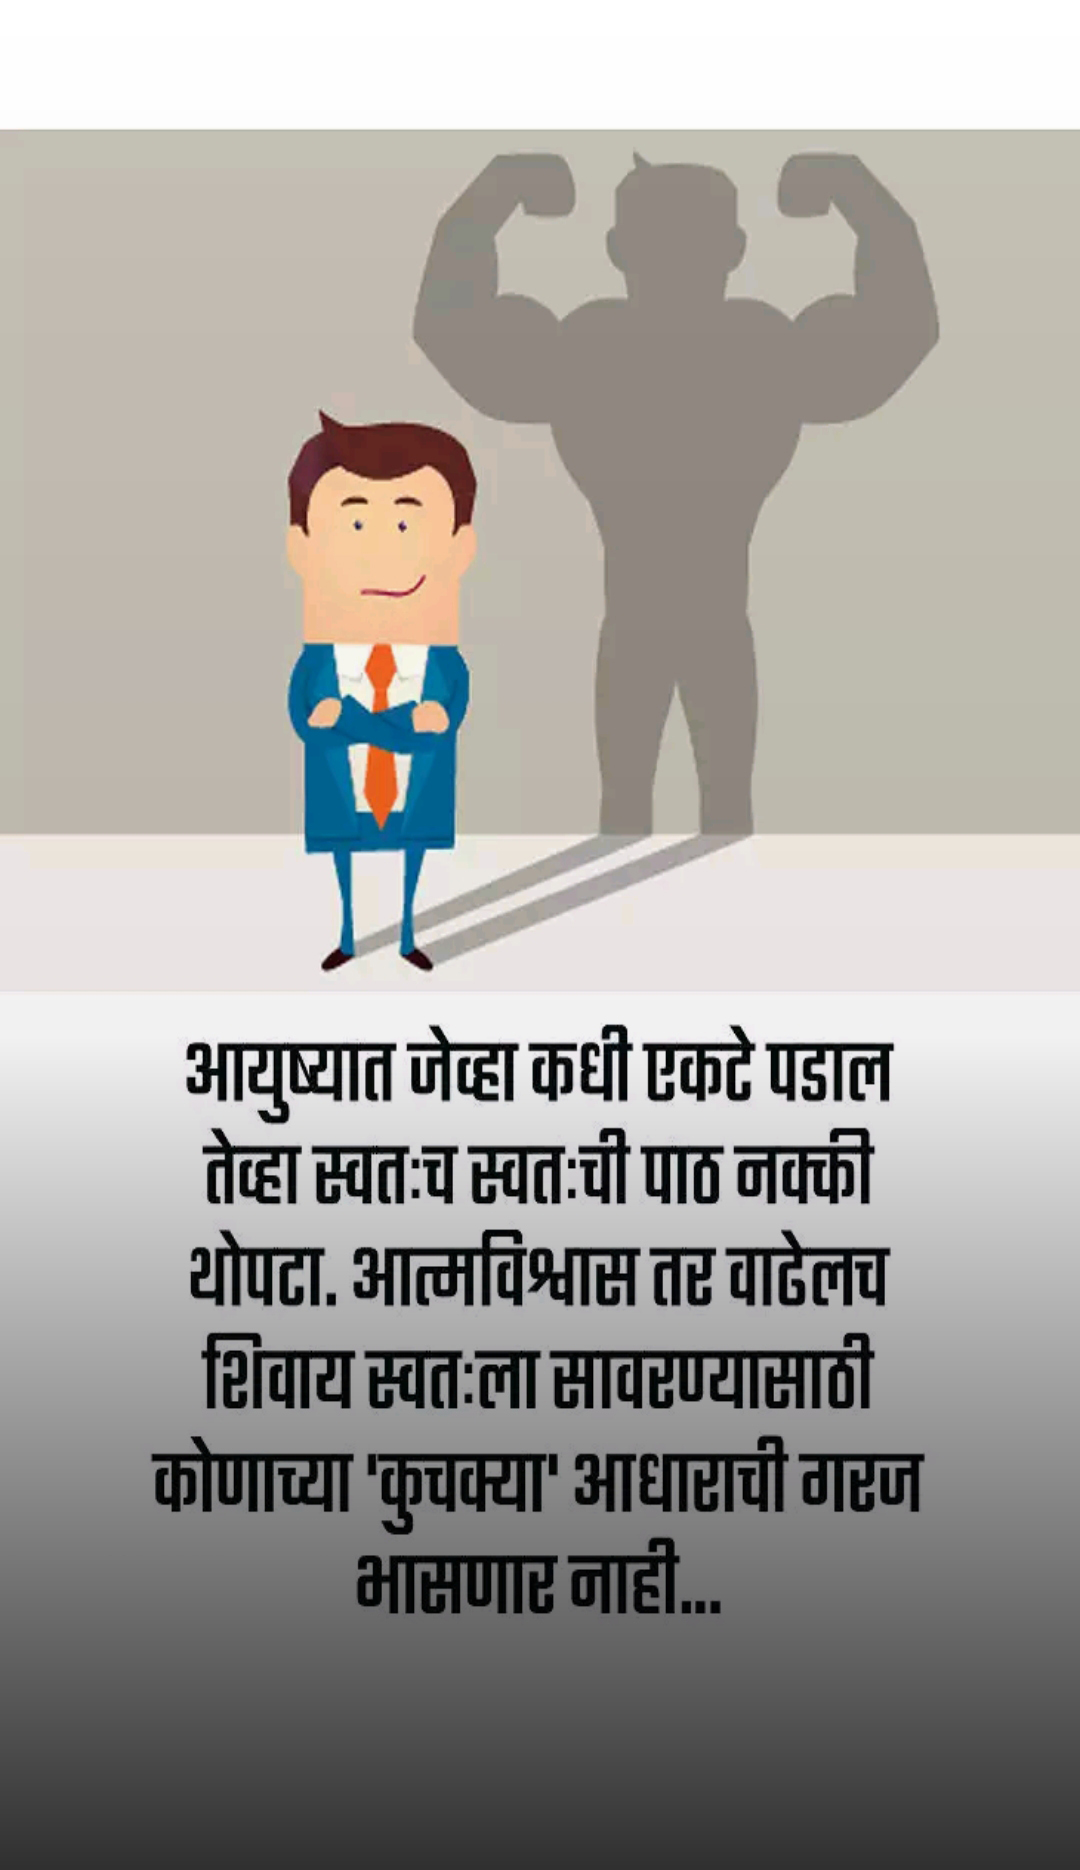 आयुष्यात जेव्हा कधी एकटे पडाल
तेव्हा स्वतःच स्वतःची पाठ नक्की
थोपटा. आत्मविश्वास तर वाढेलच
शिवाय स्वतःला सावरण्यासाठी
कोणाच्या 'कुचक्या' आधाराची गरज
भासणार नाही...